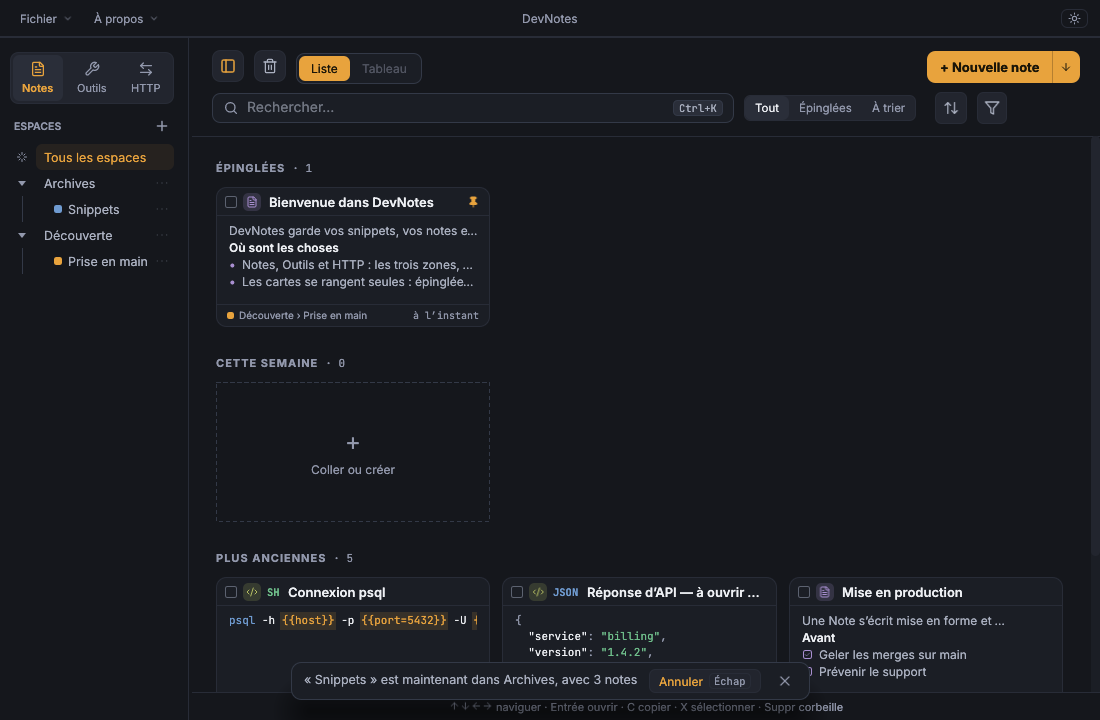 Fichier À propos DevNotes
Notes Outils HTTP
Liste Tableau + Nouvelle note
Rechercher... Ctrl+K Tout Épinglées À trier
ESPACES
Tous les espaces
Archives
Snippets
Découverte
Prise en main
ÉPINGLÉES · 1
Bienvenue dans DevNotes
DevNotes garde vos snippets, vos notes e...
Où sont les choses
• Notes, Outils et HTTP : les trois zones, ...
• Les cartes se rangent seules : épinglée...
Découverte › Prise en main à l’instant
CETTE SEMAINE · 0
+
Coller ou créer
PLUS ANCIENNES · 5
</> SH Connexion psql
psql -h {{host}} -p {{port=5432}} -U {
</> JSON Réponse d’API — à ouvrir ...
{
"service": "billing",
"version": "1.4.2",
Mise en production
Une Note s’écrit mise en forme et ...
Avant
Geler les merges sur main
Prévenir le support
« Snippets » est maintenant dans Archives, avec 3 notes Annuler Échap
↑↓←→ naviguer · Entrée ouvrir · C copier · X sélectionner · Suppr corbeille